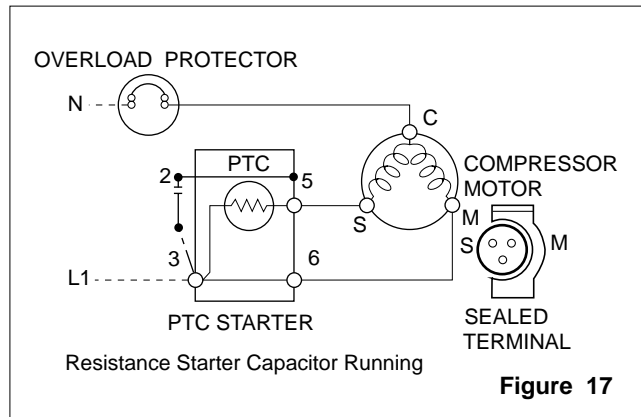 OVERLOAD PROTECTOR
N
C
PTC
2
5
COMPRESSOR
MOTOR
S
M
S
M
3
6
L1
PTC STARTER
SEALED
TERMINAL
Resistance Starter Capacitor Running
Figure 17